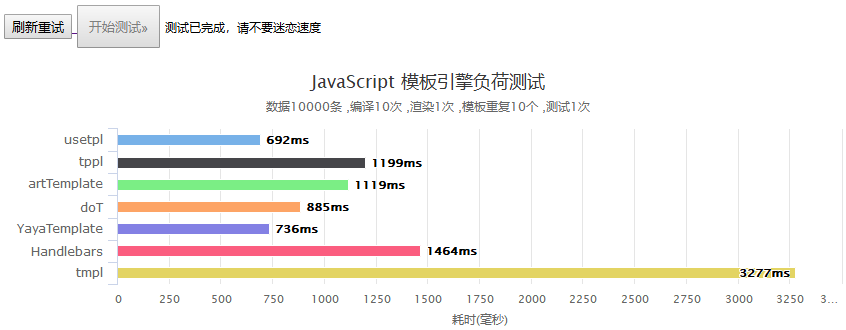 刷新重试 开始测试» 测试已完成，请不要迷恋速度
JavaScript 模板引擎负荷测试
数据10000条 ,编译10次 ,渲染1次 ,模板重复10个 ,测试1次
usetpl 692ms
tppl 1199ms
artTemplate 1119ms
doT 885ms
YayaTemplate 736ms
Handlebars 1464ms
tmpl 3277ms
0 250 500 750 1000 1250 1500 1750 2000 2250 2500 2750 3000 3250 3...
耗时(毫秒)